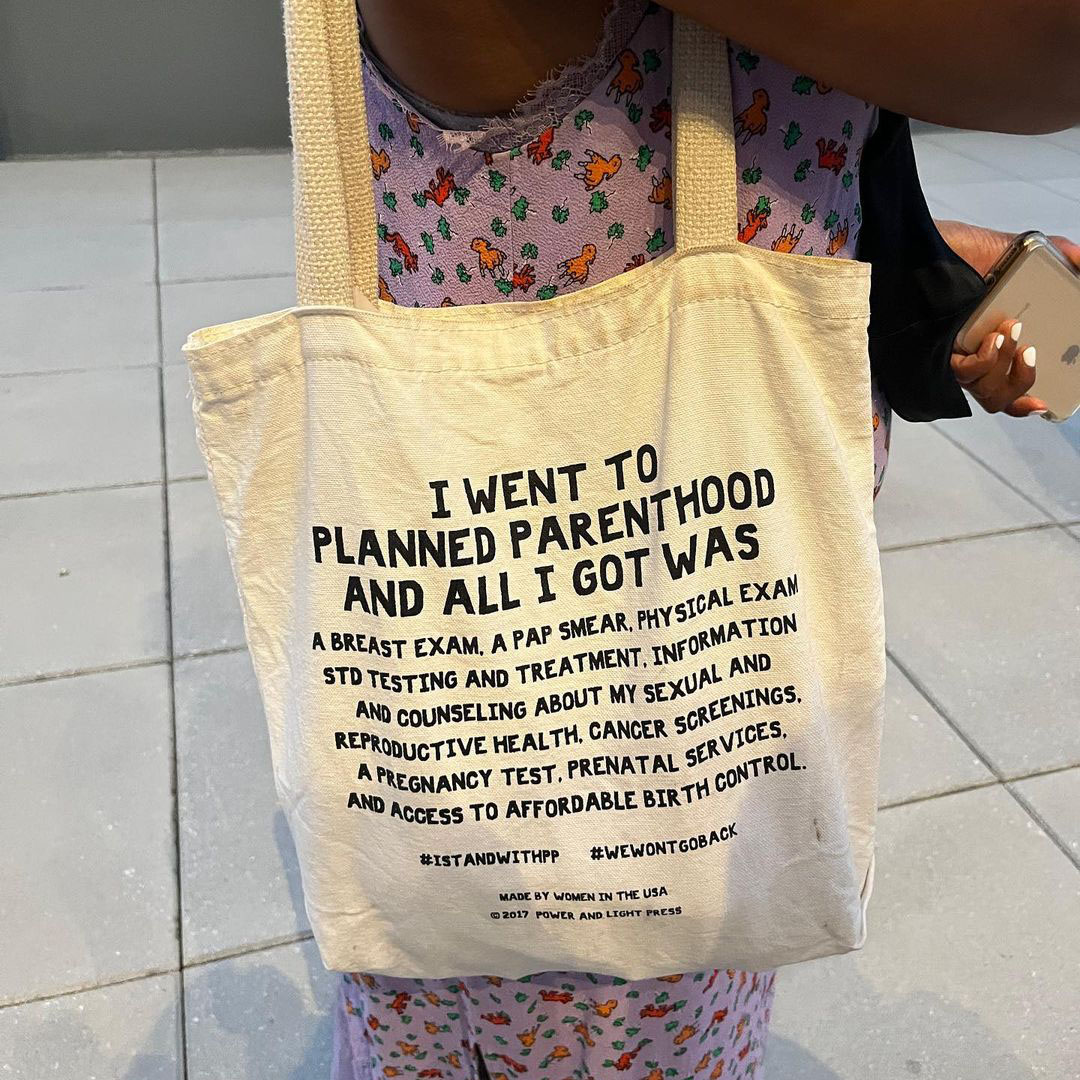 I WENT TO
PLANNED PARENTHOOD
AND ALL I GOT WAS
A BREAST EXAM, A PAP SMEAR, PHYSICAL EXAM
STD TESTING AND TREATMENT, INFORMATION
AND COUNSELING ABOUT MY SEXUAL AND
REPRODUCTIVE HEALTH, CANCER SCREENINGS,
A PREGNANCY TEST, PRENATAL SERVICES,
AND ACCESS TO AFFORDABLE BIRTH CONTROL.
#ISTANDWITHPP #WEWONTGOBACK
MADE BY WOMEN IN THE USA
©2017 POWER AND LIGHT PRESS